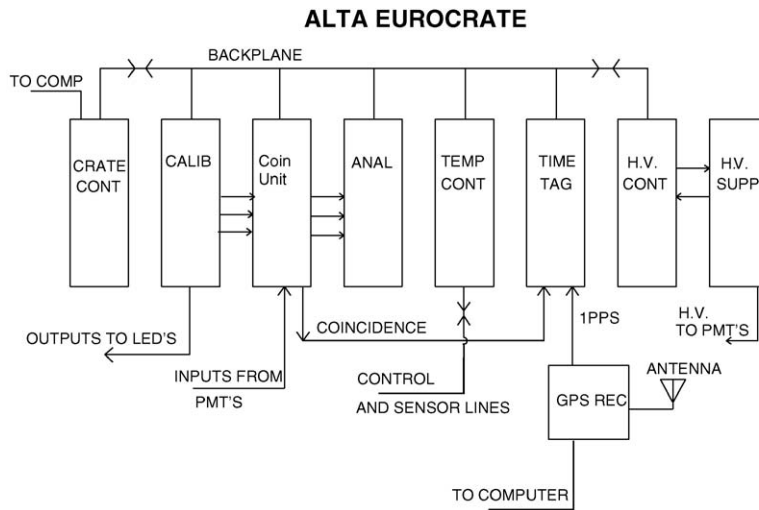 ALTA EUROCRATE
BACKPLANE
TO COMP
CRATE
CONT
CALIB
Coin
Unit
ANAL
TEMP
CONT
TIME
TAG
H.V.
CONT
H.V.
SUPP
OUTPUTS TO LED'S
COINCIDENCE
1PPS
H.V.
TO PMT'S
INPUTS FROM
PMT'S
CONTROL
AND SENSOR LINES
GPS REC
ANTENNA
TO COMPUTER